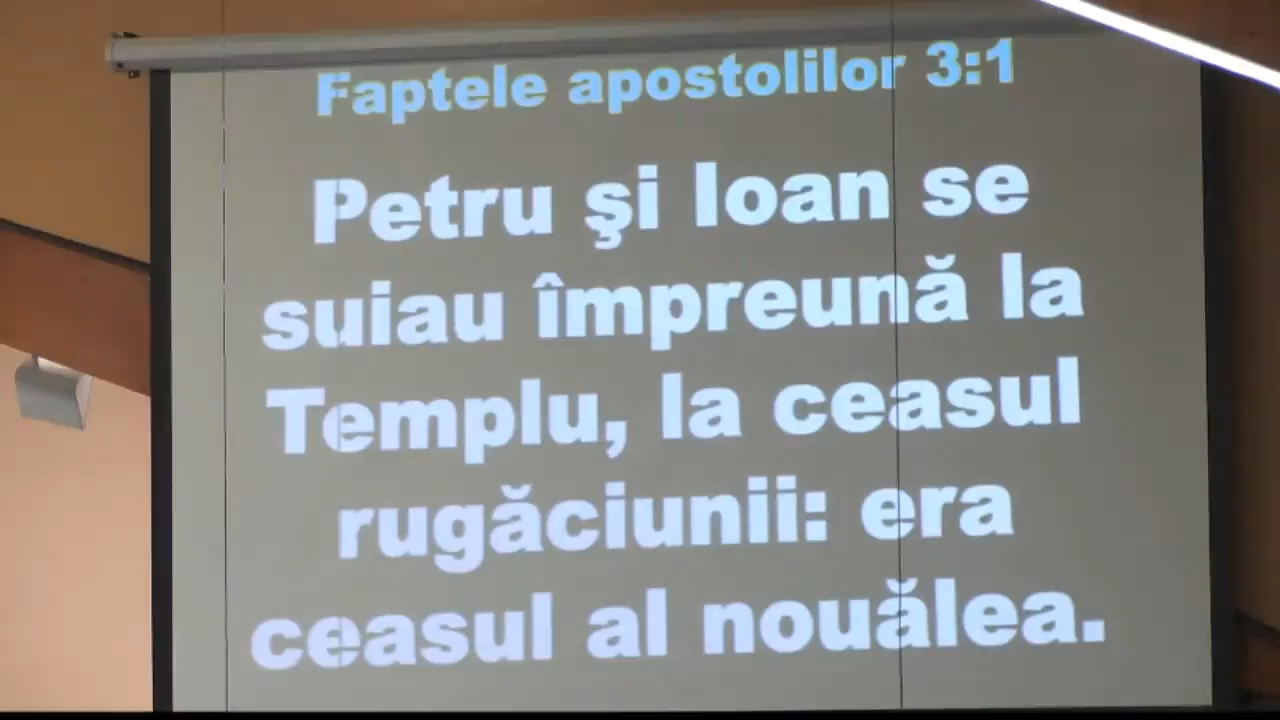 Faptele apostolilor 3:1
Petru şi Ioan se
suiau împreună la
Templu, la ceasul
rugăciunii: era
ceasul al nouălea.